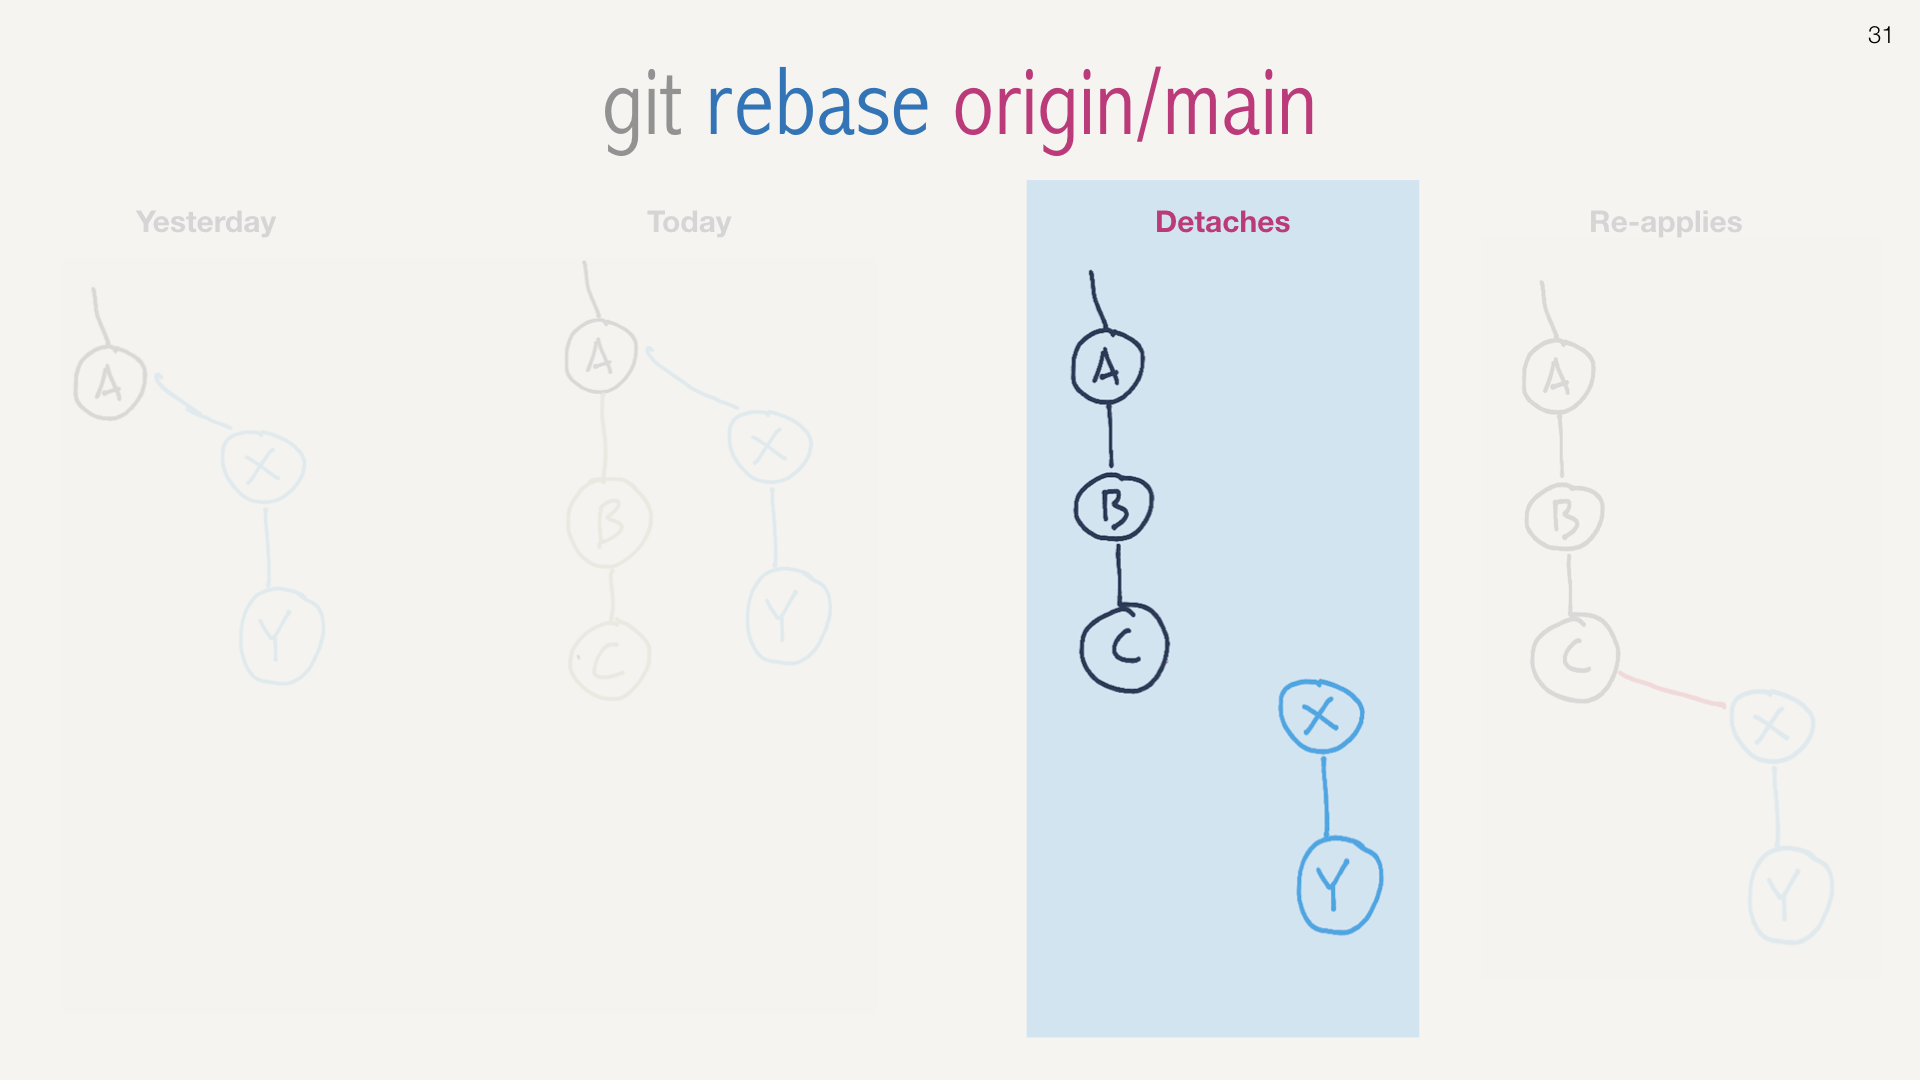 31
git rebase origin/main
Yesterday
A
X
Y
Today
A
X
B
Y
C
Detaches
A
B
C
X
Y
Re-applies
A
B
C
X
Y